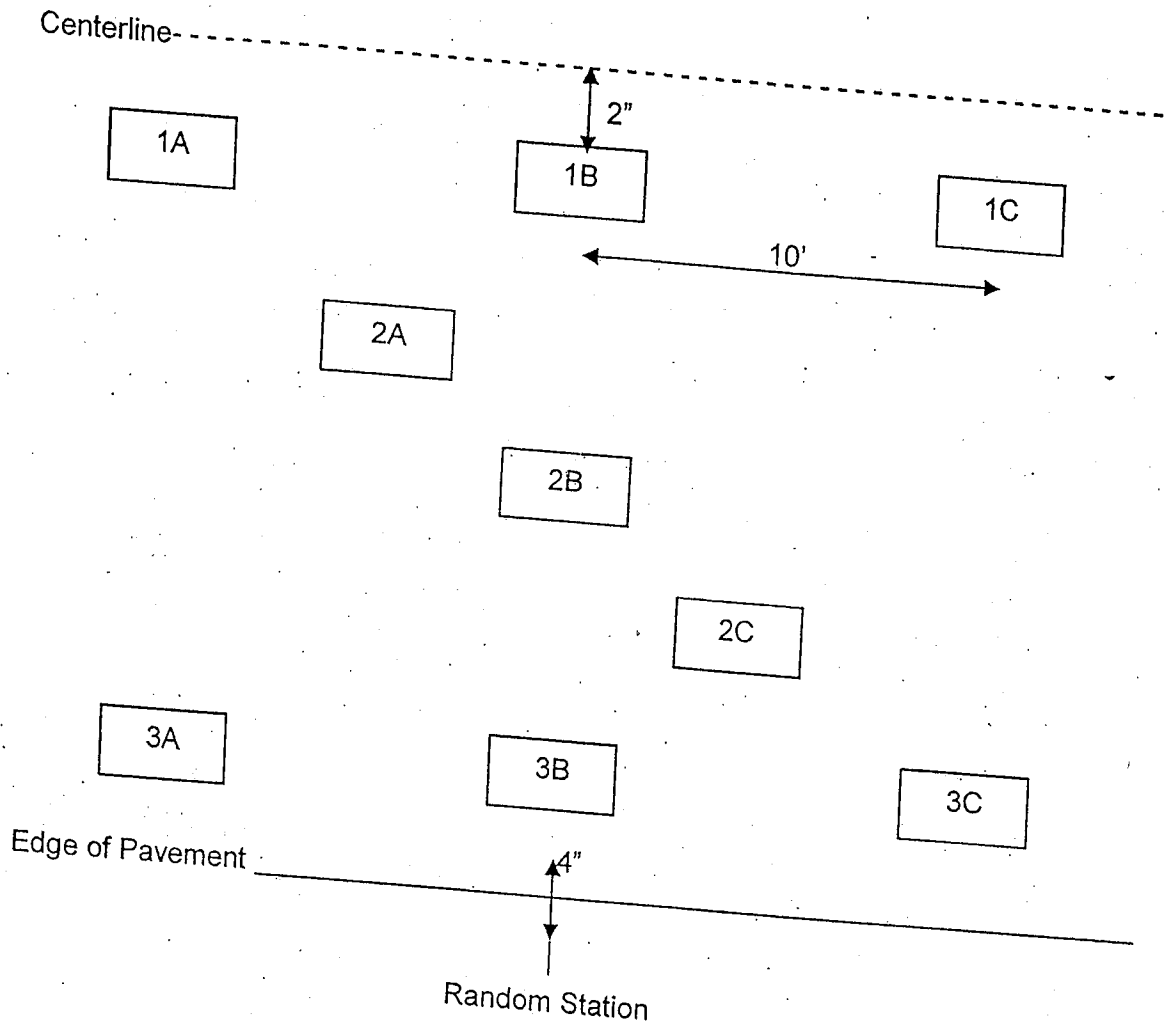 Centerline
2"
1A
1B
1C
10'
2A
2B
2C
3A
3B
3C
Edge of Pavement
4"
Random Station